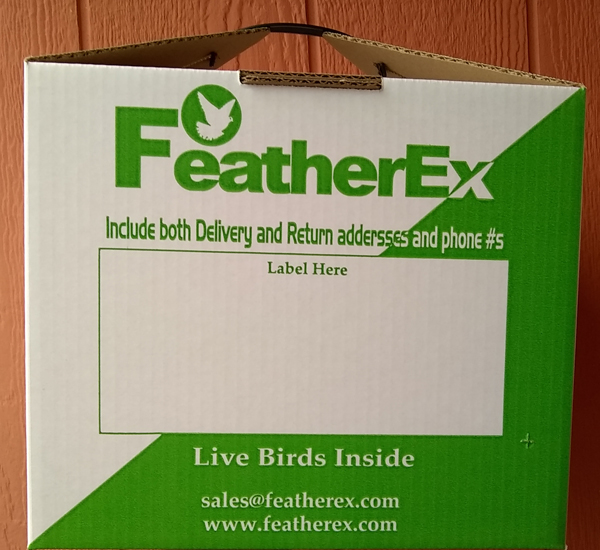 FeatherEx
Include both Delivery and Return addersses and phone #s
Label Here
Live Birds Inside
sales@featherex.com
www.featherex.com